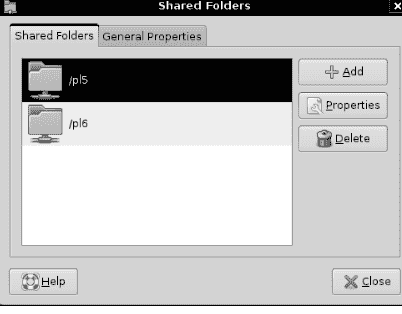 Shared Folders
Shared Folders
General Properties
/pl5
/pl6
Add
Properties
Delete
Help
Close